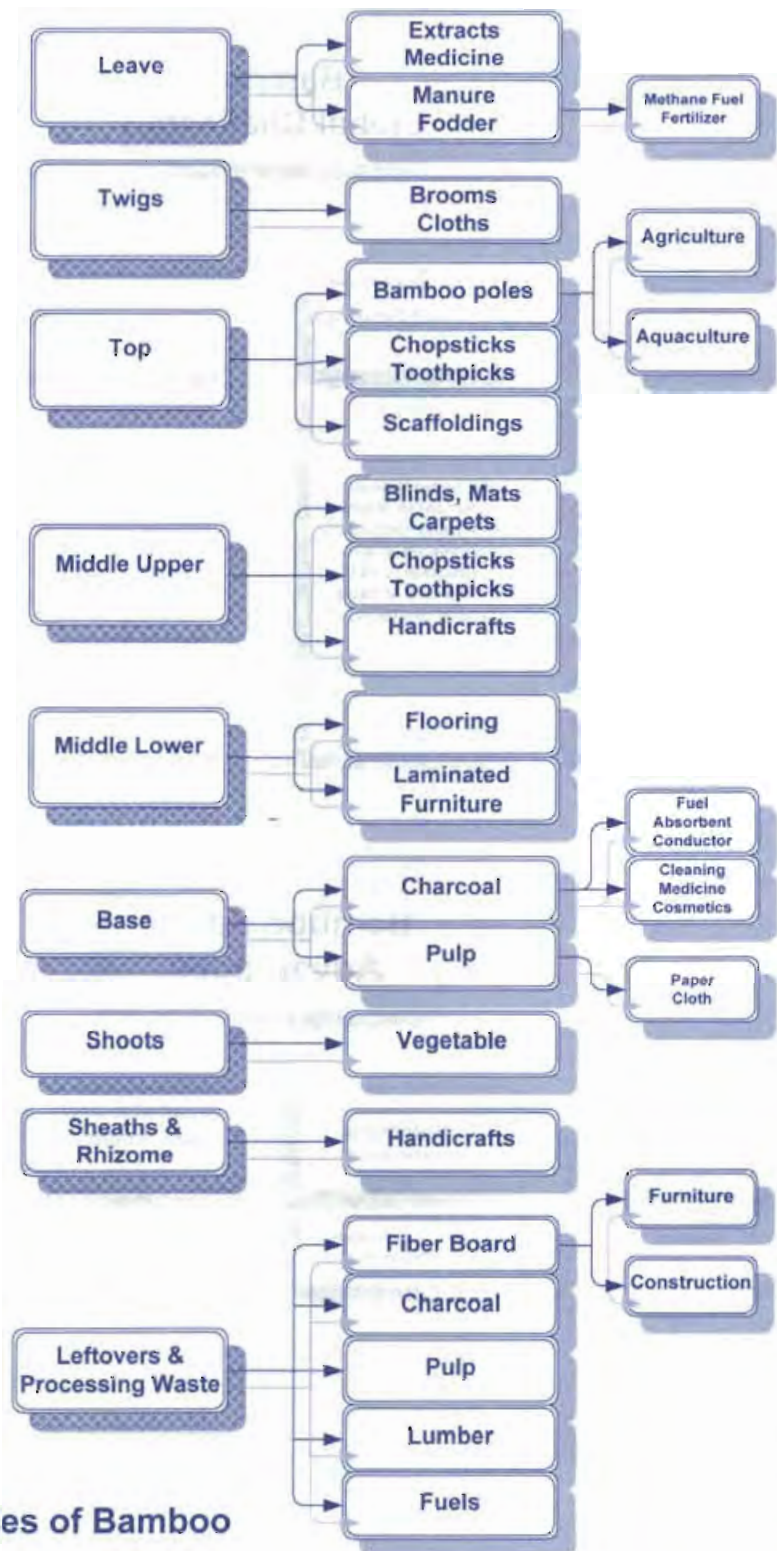 Leave
Extracts
Medicine
Manure
Fodder
Methane Fuel
Fertilizer
Twigs
Brooms
Cloths
Top
Bamboo poles
Agriculture
Aquaculture
Chopsticks
Toothpicks
Scaffoldings
Middle Upper
Blinds, Mats
Carpets
Chopsticks
Toothpicks
Handicrafts
Middle Lower
Flooring
Laminated
Furniture
Base
Charcoal
Fuel
Absorbent
Conductor
Cleaning
Medicine
Cosmetics
Pulp
Paper
Cloth
Shoots
Vegetable
Sheaths &
Rhizome
Handicrafts
Leftovers &
Processing Waste
Fiber Board
Furniture
Construction
Charcoal
Pulp
Lumber
Fuels
es of Bamboo